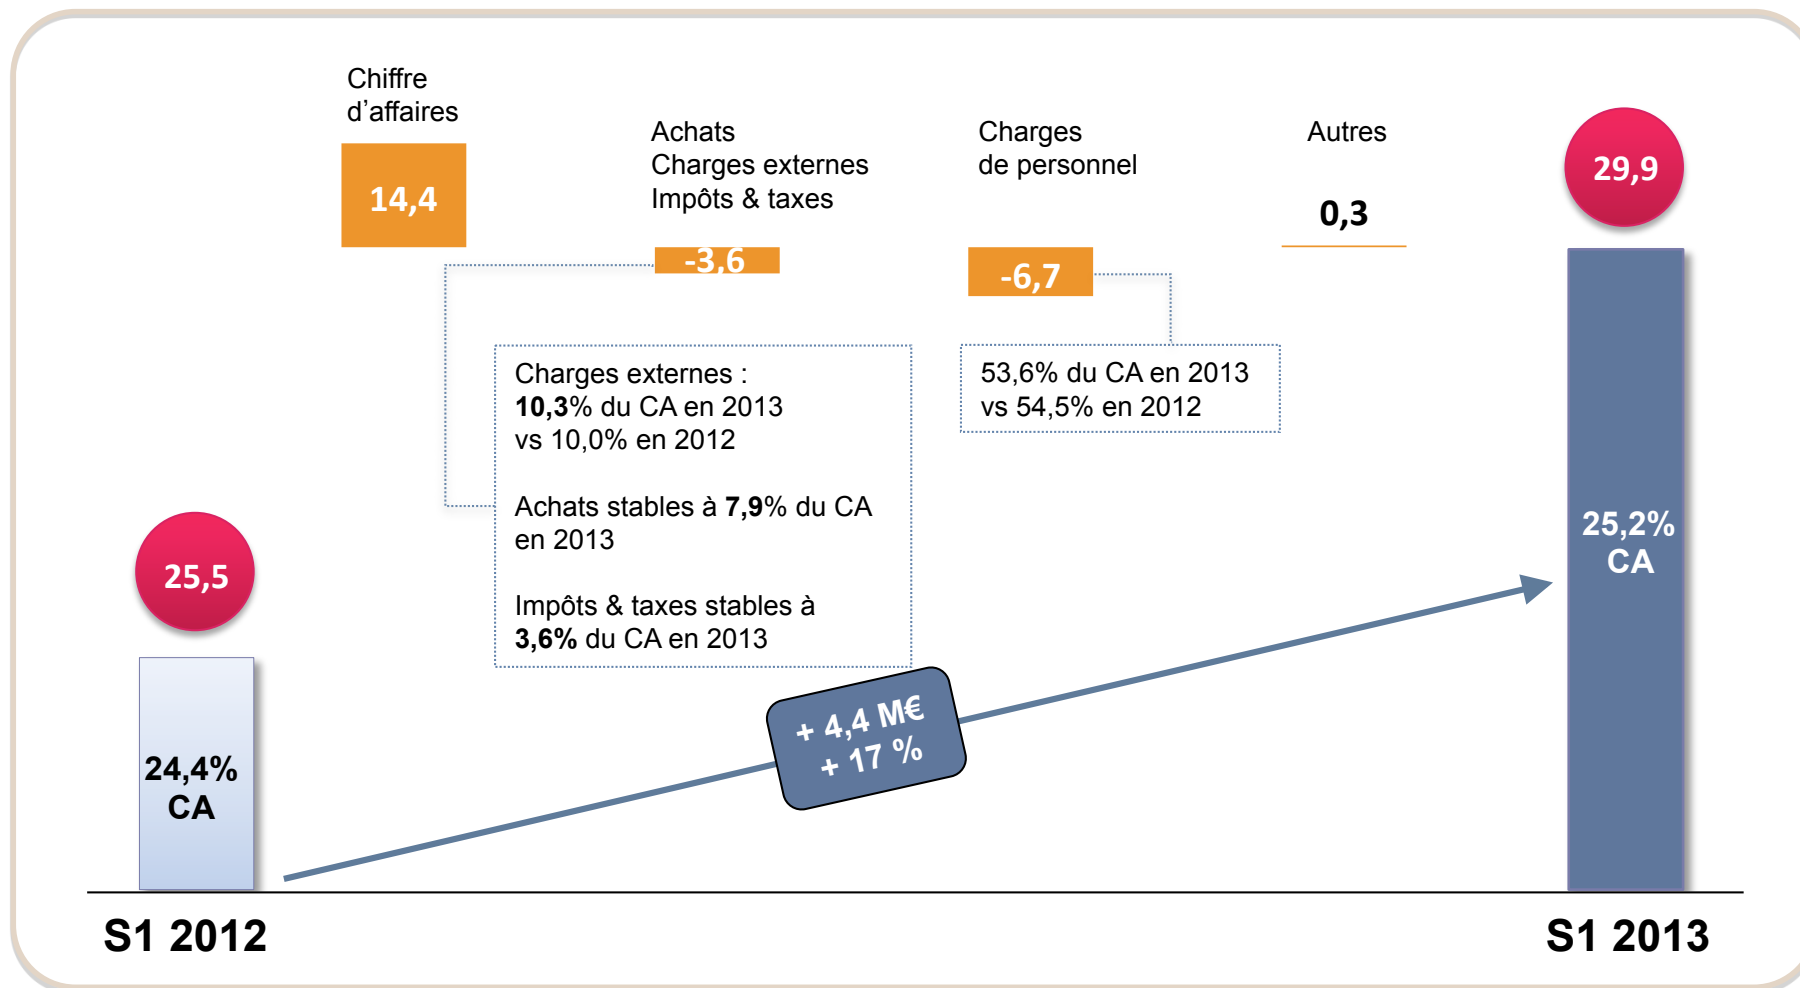 Chiffre
d’affaires
14,4
Achats
Charges externes
Impôts & taxes
-3,6
Charges
de personnel
-6,7
Autres
0,3
29,9
Charges externes :
10,3% du CA en 2013
vs 10,0% en 2012
Achats stables à 7,9% du CA
en 2013
Impôts & taxes stables à
3,6% du CA en 2013
53,6% du CA en 2013
vs 54,5% en 2012
25,5
24,4%
CA
+ 4,4 M€
+ 17 %
25,2%
CA
S1 2012
S1 2013